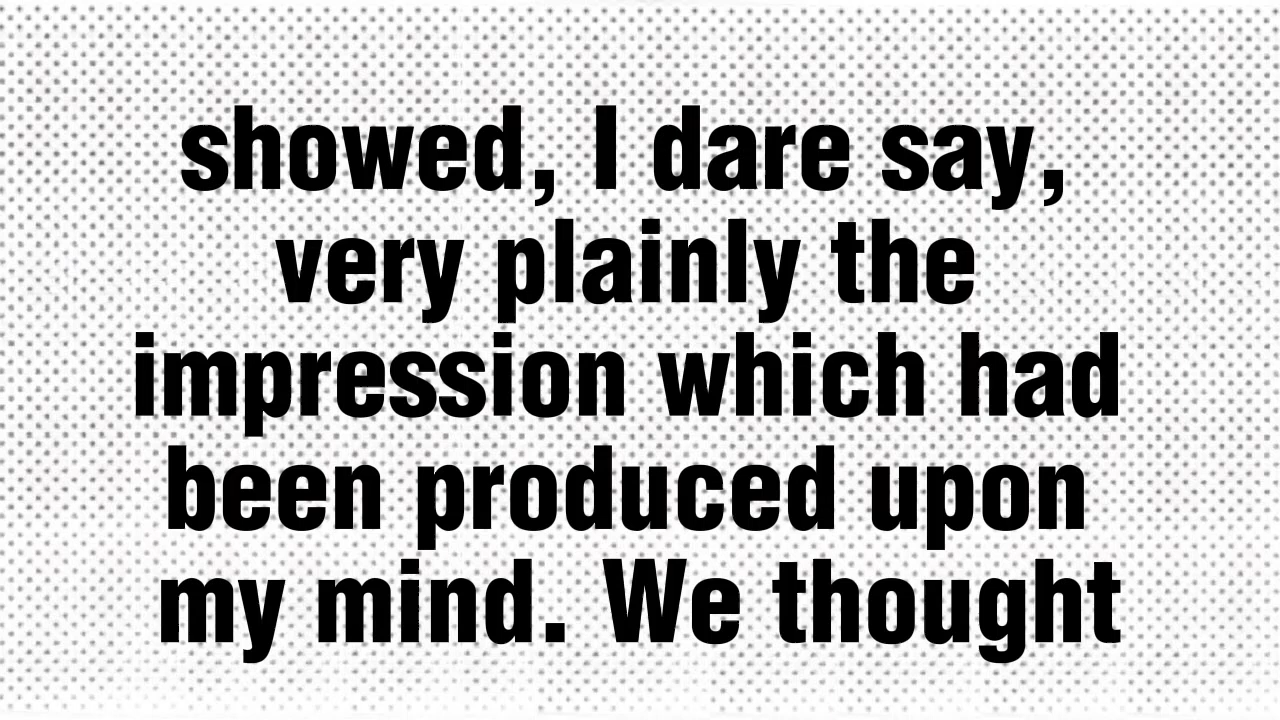 showed, I dare say,
very plainly the
impression which had
been produced upon
my mind. We thought